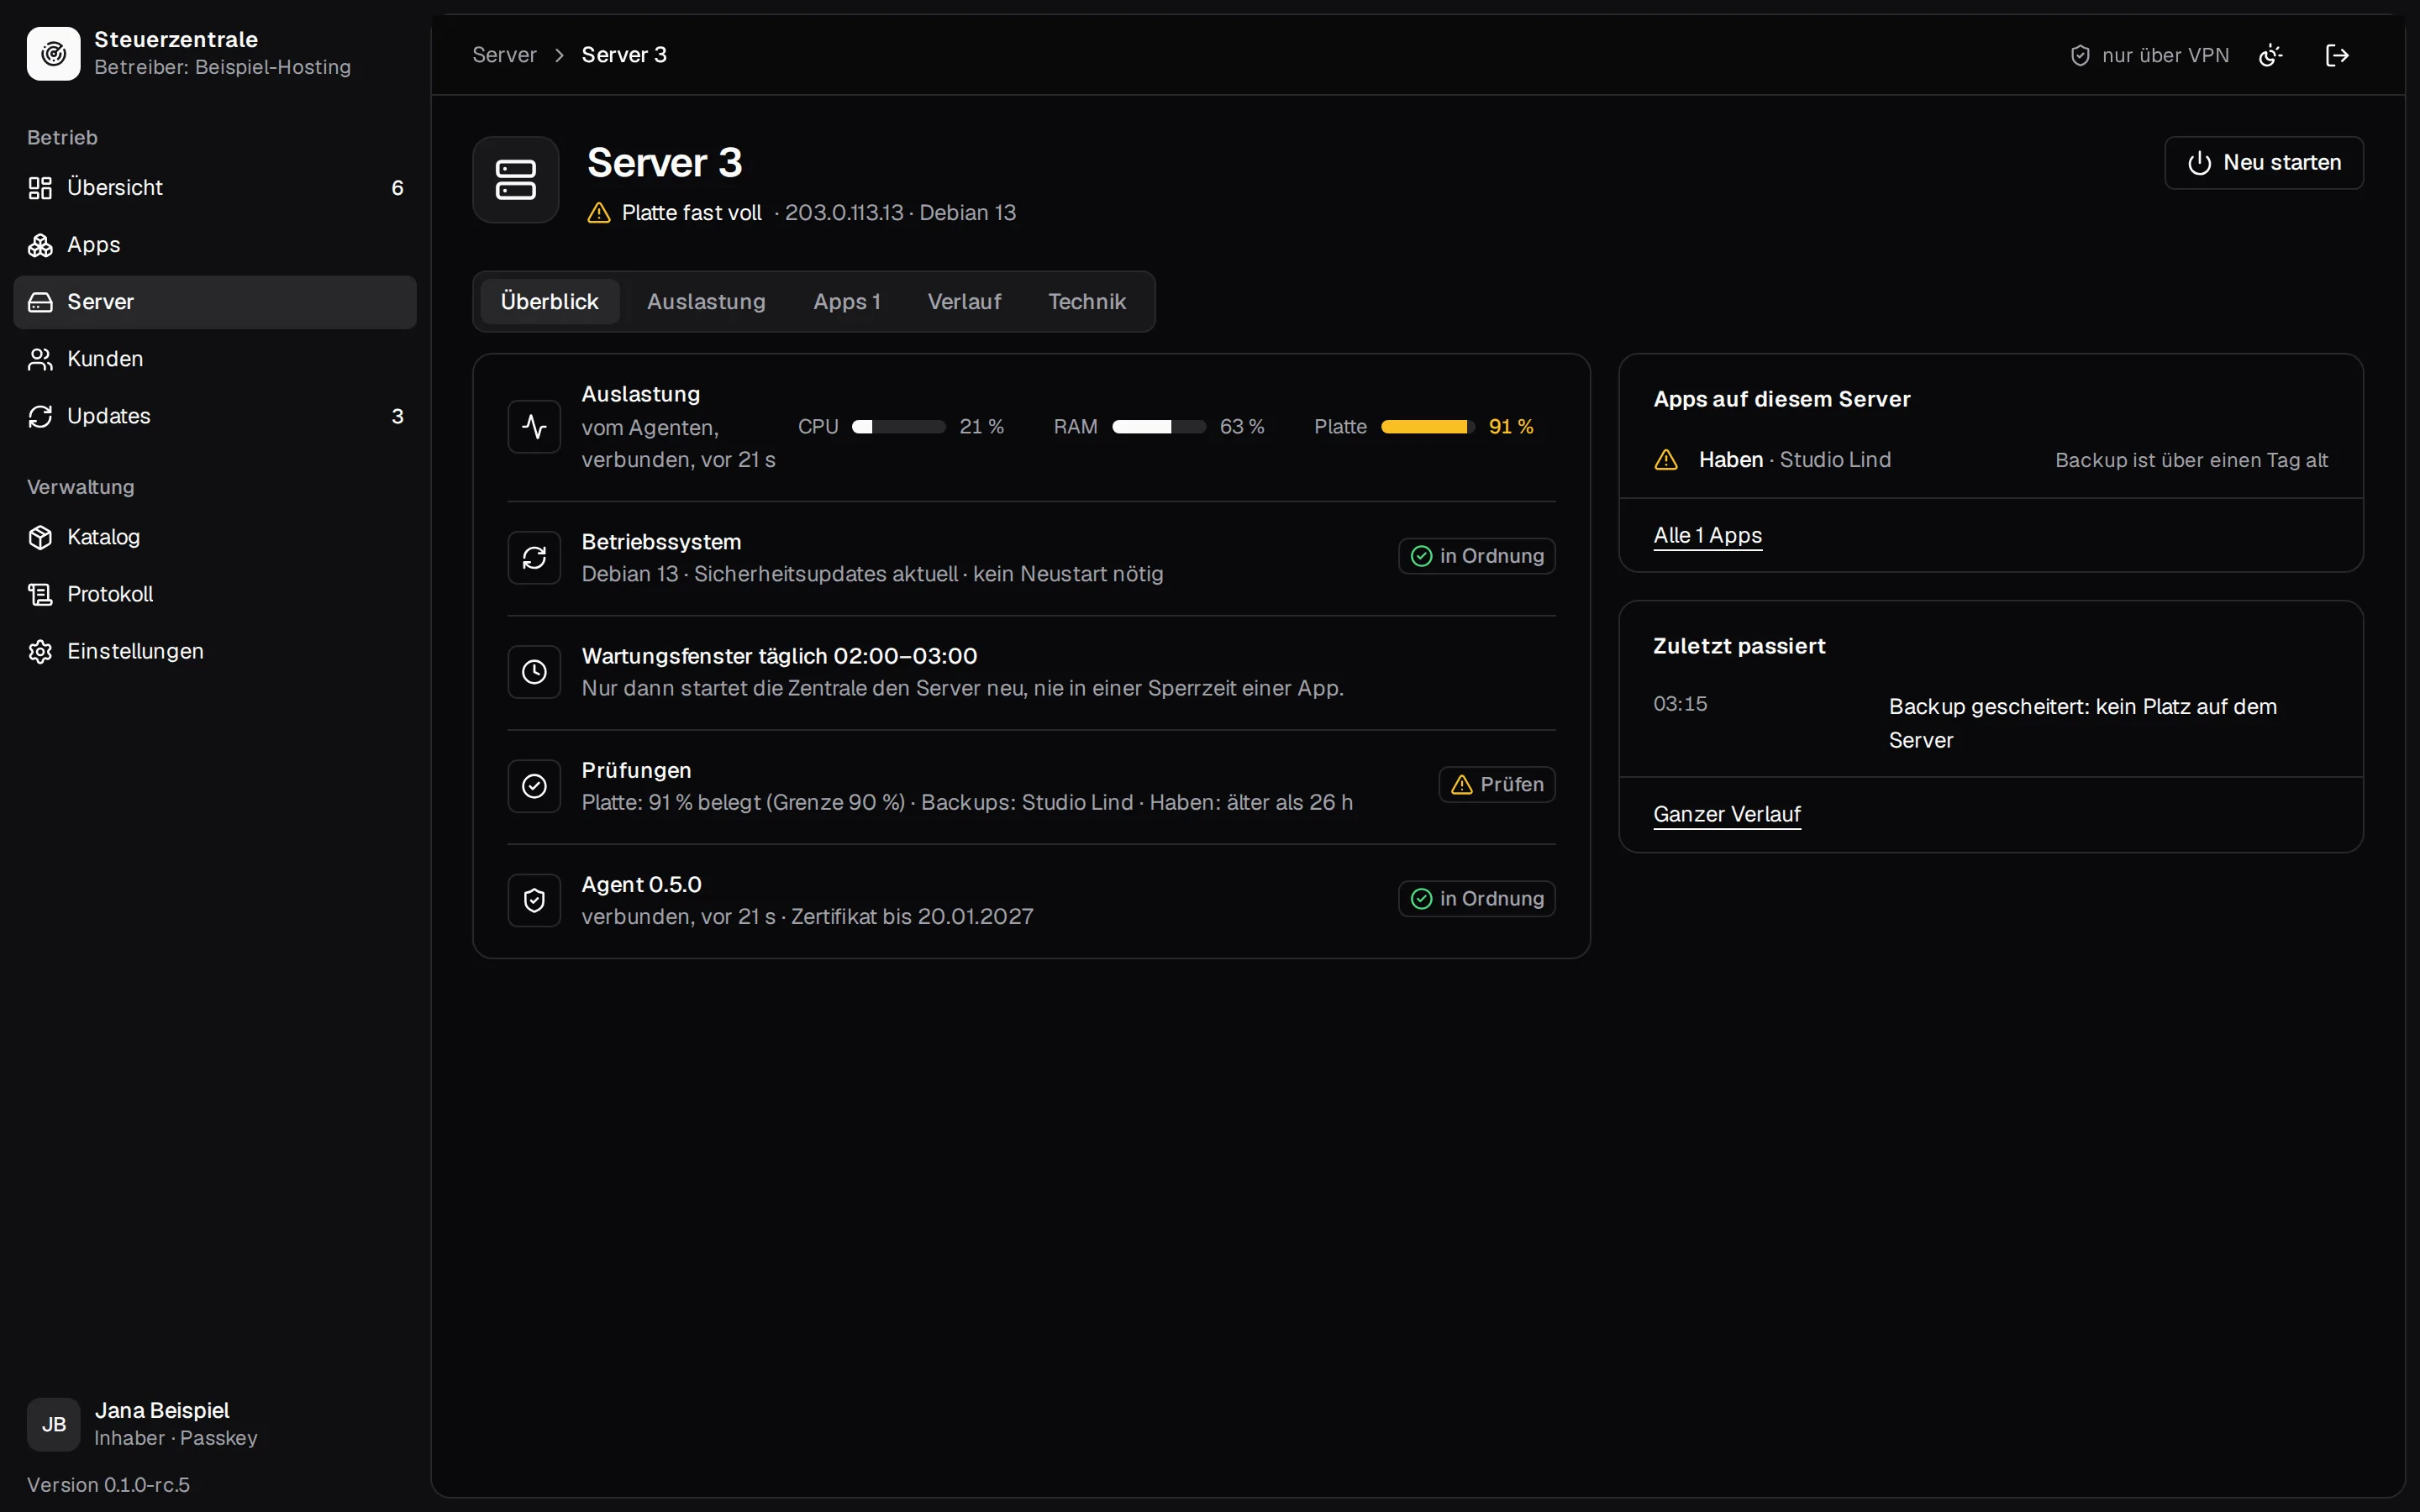 Steuerzentrale
Betreiber: Beispiel-Hosting
Betrieb
Übersicht 6
Apps
Server
Kunden
Updates 3
Verwaltung
Katalog
Protokoll
Einstellungen
JB
Jana Beispiel
Inhaber · Passkey
Version 0.1.0-rc.5
Server > Server 3
nur über VPN
Server 3
Platte fast voll · 203.0.113.13 · Debian 13
Neu starten
Überblick Auslastung Apps 1 Verlauf Technik
Auslastung
vom Agenten,
verbunden, vor 21 s
CPU 21 % RAM 63 % Platte 91 %
Betriebssystem
Debian 13 · Sicherheitsupdates aktuell · kein Neustart nötig
in Ordnung
Wartungsfenster täglich 02:00–03:00
Nur dann startet die Zentrale den Server neu, nie in einer Sperrzeit einer App.
Prüfungen
Platte: 91 % belegt (Grenze 90 %) · Backups: Studio Lind · Haben: älter als 26 h
Prüfen
Agent 0.5.0
verbunden, vor 21 s · Zertifikat bis 20.01.2027
in Ordnung
Apps auf diesem Server
Haben · Studio Lind Backup ist über einen Tag alt
Alle 1 Apps
Zuletzt passiert
03:15 Backup gescheitert: kein Platz auf dem
Server
Ganzer Verlauf